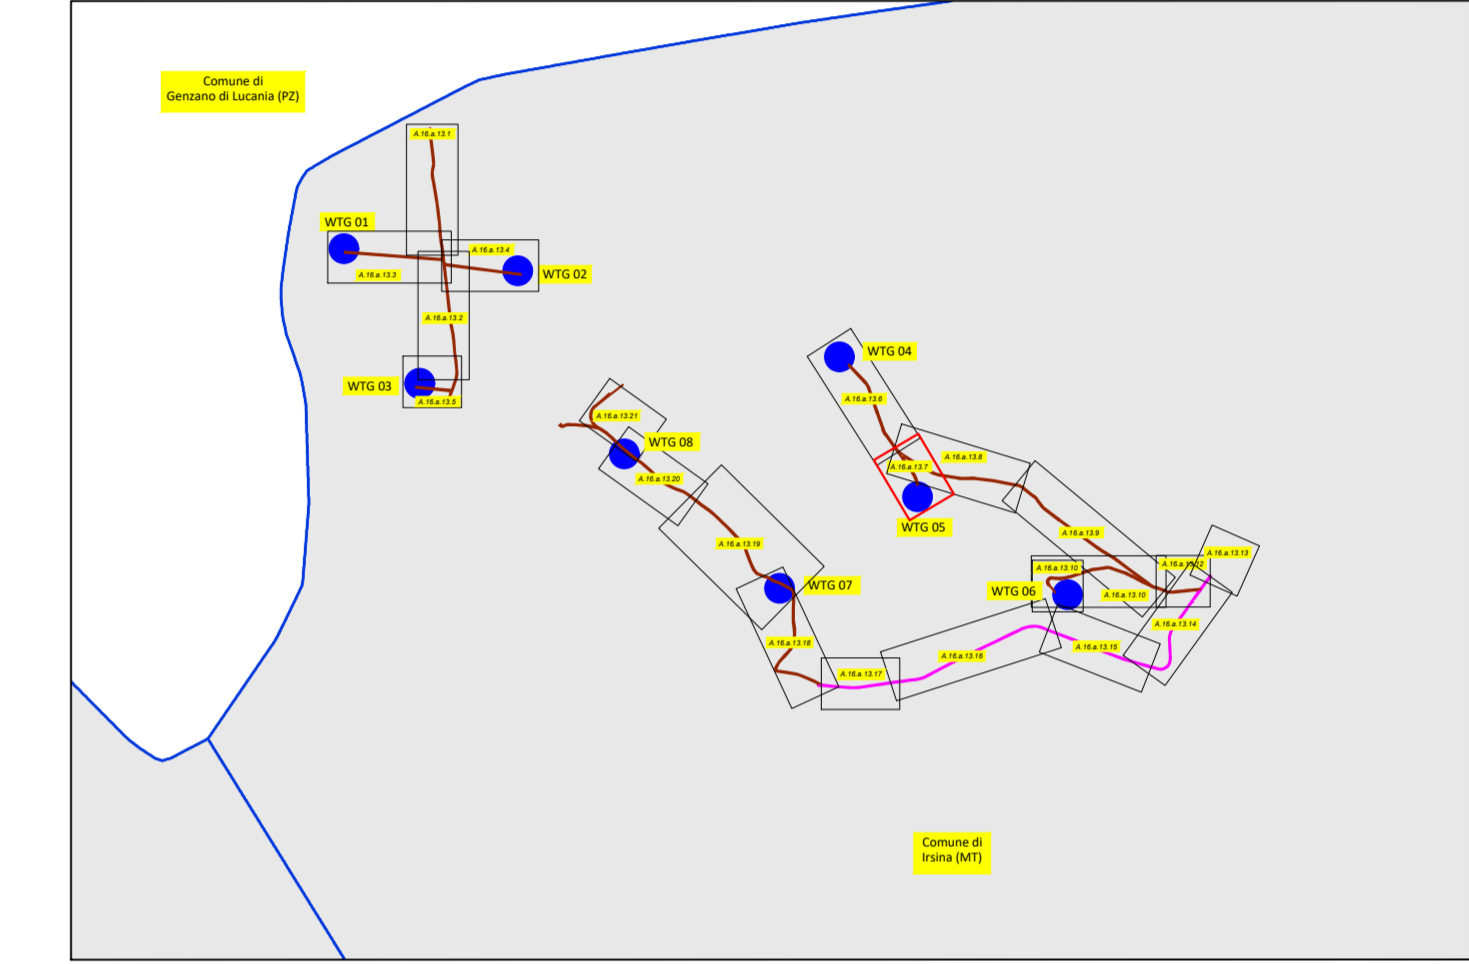 Comune di
Genzano di Lucania (PZ)
A.16.a.13.1
WTG 01
A.16.a.13.4
A.16.a.13.3
WTG 02
A.16.a.13.2
WTG 03
A.16.a.13.5
WTG 04
A.16.a.13.6
A.16.a.13.21
WTG 08
A.16.a.13.20
A.16.a.13.8
A.16.a.13.7
WTG 05
A.16.a.13.19
A.16.a.13.9
A.16.a.13.13
A.16.a.13.12
A.16.a.13.10
WTG 07
WTG 06
A.16.a.13.10
A.16.a.13.14
A.16.a.13.18
A.16.a.13.15
A.16.a.13.16
A.16.a.13.17
Comune di
Irsina (MT)